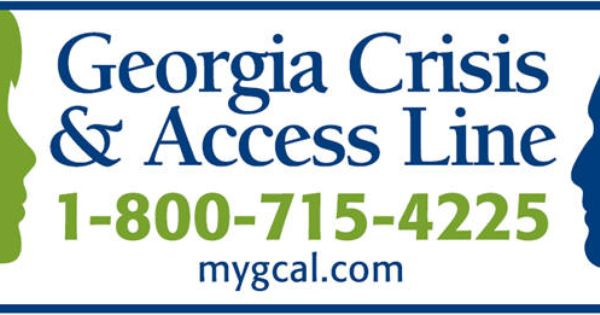 Georgia Crisis
& Access Line
1-800-715-4225
mygcal.com